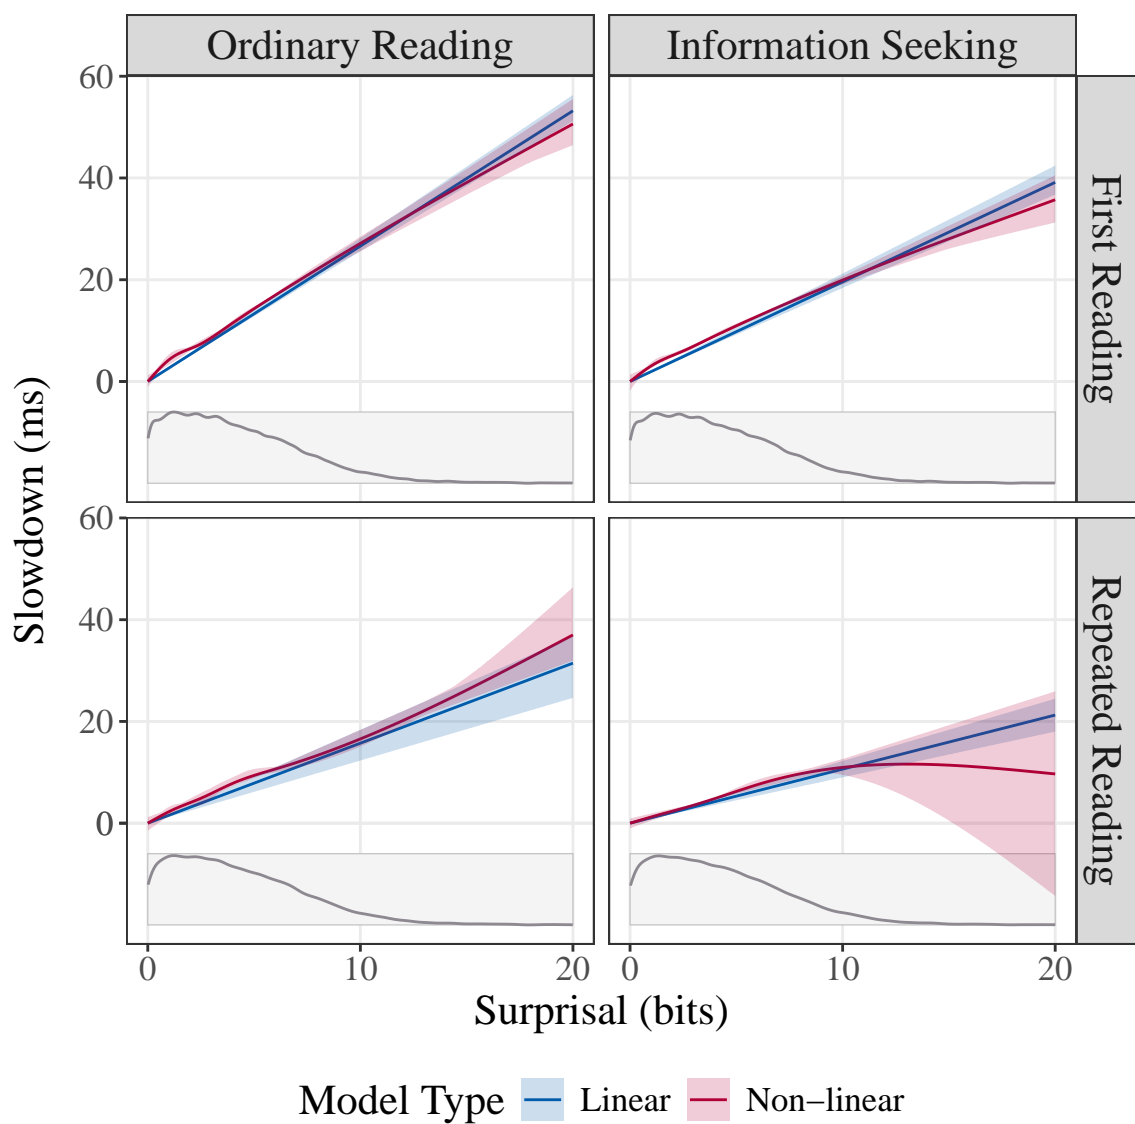 Ordinary Reading
Information Seeking
60
40
20
0
First Reading
60
40
20
0
Repeated Reading
0
10
20
0
10
20
Slowdown (ms)
Surprisal (bits)
Model Type
Linear
Non−linear